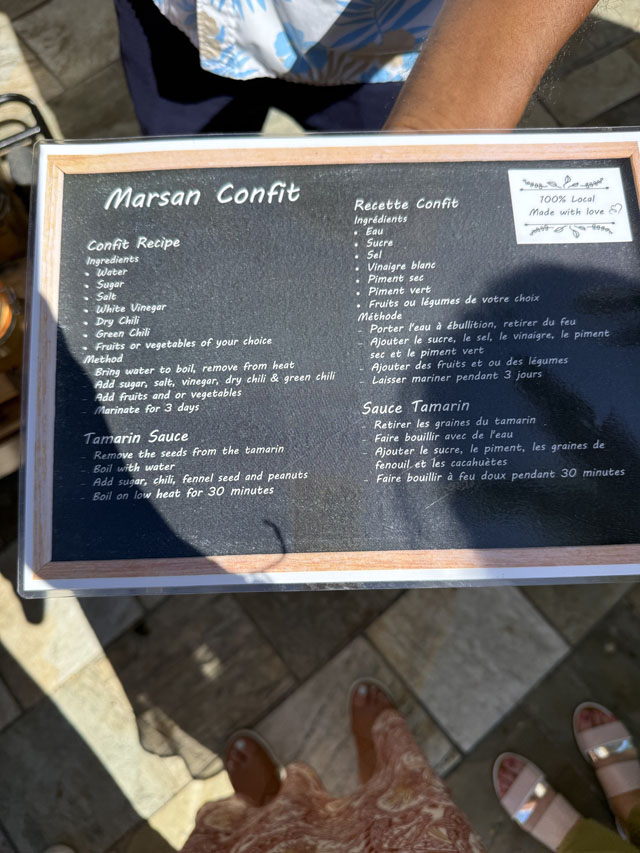 Marsan Confit
Confit Recipe
Ingredients
• Water
• Sugar
• Salt
• White Vinegar
• Dry Chili
• Green Chili
• Fruits or vegetables of your choice
Method
- Bring water to boil, remove from heat
- Add sugar, salt, vinegar, dry chili & green chili
- Add fruits and or vegetables
- Marinate for 3 days
Tamarin Sauce
- Remove the seeds from the tamarin
- Boil with water
- Add sugar, chili, fennel seed and peanuts
- Boil on low heat for 30 minutes
Recette Confit
Ingrédients
• Eau
• Sucre
• Sel
• Vinaigre blanc
• Piment sec
• Piment vert
• Fruits ou légumes de votre choix
Méthode
- Porter l'eau à ébullition, retirer du feu
- Ajouter le sucre, le sel, le vinaigre, le piment
sec et le piment vert
- Ajouter des fruits et ou des légumes
- Laisser mariner pendant 3 jours
Sauce Tamarin
- Retirer les graines du tamarin
- Faire bouillir avec de l'eau
- Ajouter le sucre, le piment, les graines de
fenouil et les cacahuètes
- Faire bouillir à feu doux pendant 30 minutes
100% Local
Made with love